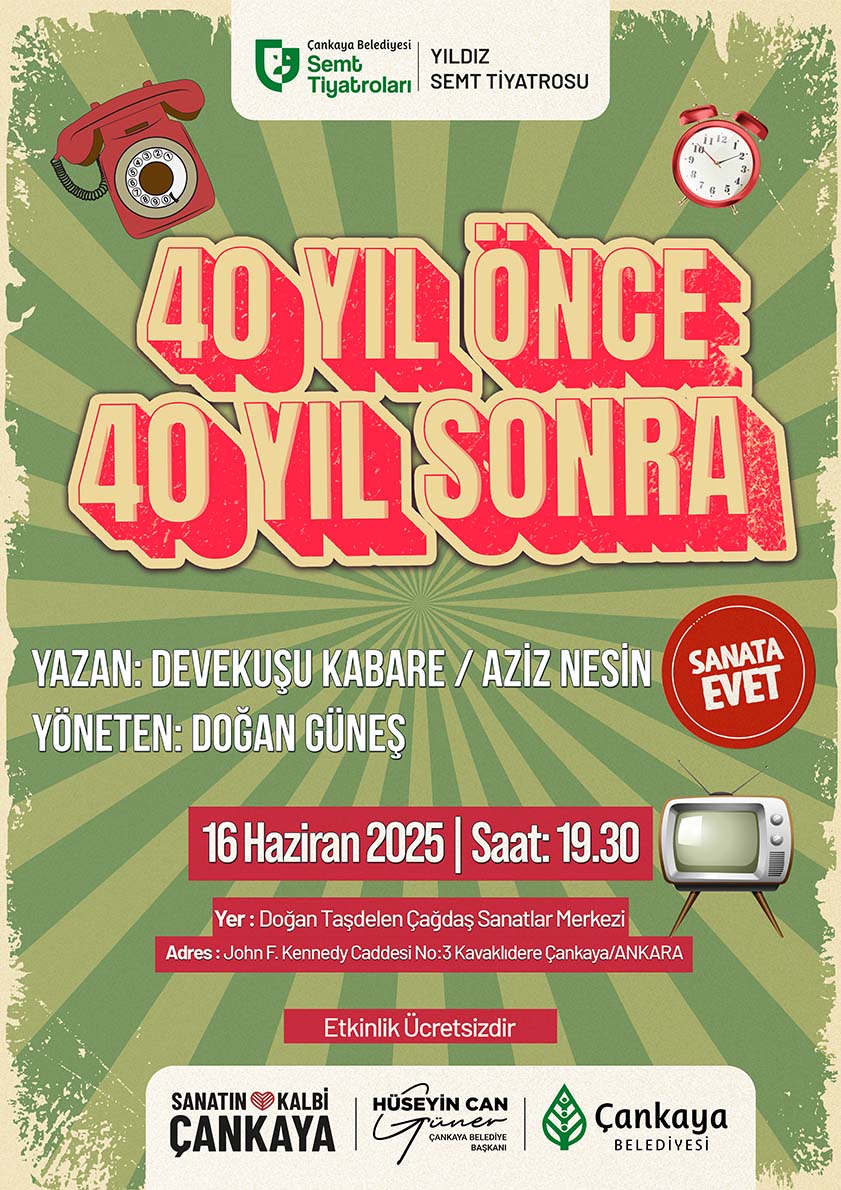 Çankaya Belediyesi
Semt
Tiyatroları
YILDIZ
SEMT TİYATROSU
40 YIL ÖNCE
40 YIL SONRA
YAZAN: DEVEKUŞU KABARE / AZİZ NESİN
YÖNETEN: DOĞAN GÜNEŞ
SANATA
EVET
16 Haziran 2025 | Saat: 19.30
Yer : Doğan Taşdelen Çağdaş Sanatlar Merkezi
Adres : John F. Kennedy Caddesi No:3 Kavaklıdere Çankaya/ANKARA
Etkinlik Ücretsizdir
SANATIN KALBİ
ÇANKAYA
HÜSEYİN CAN
Güner
ÇANKAYA BELEDİYE
BAŞKANI
Çankaya
BELEDİYESİ